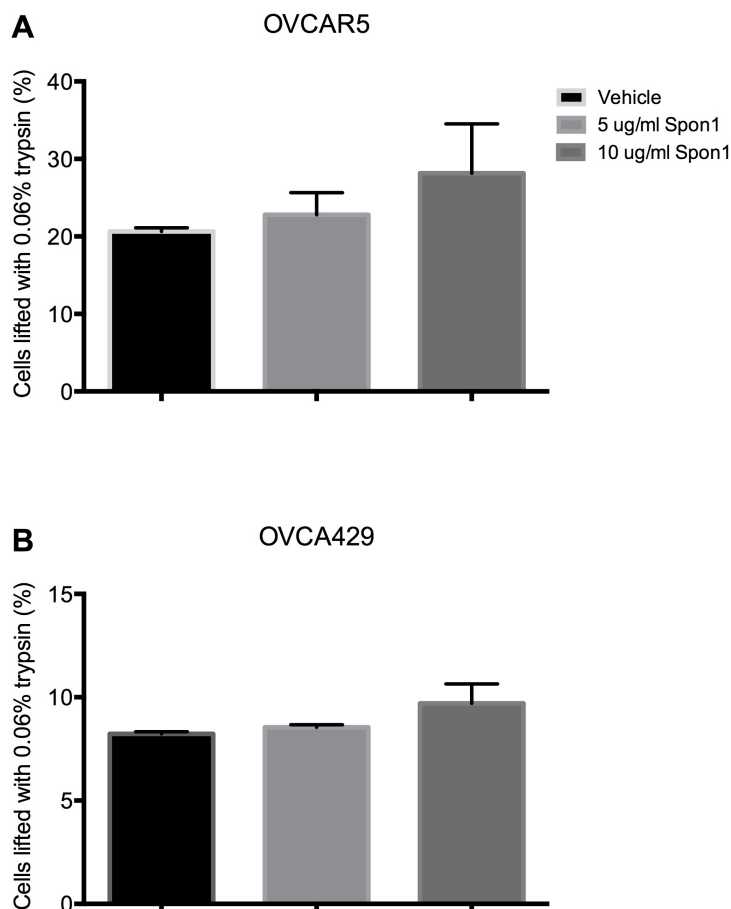 A
OVCAR5
Cells lifted with 0.06% trypsin (%)
40
30
20
10
0
Vehicle
5 ug/ml Spon1
10 ug/ml Spon1
B
OVCA429
Cells lifted with 0.06% trypsin (%)
15
10
5
0